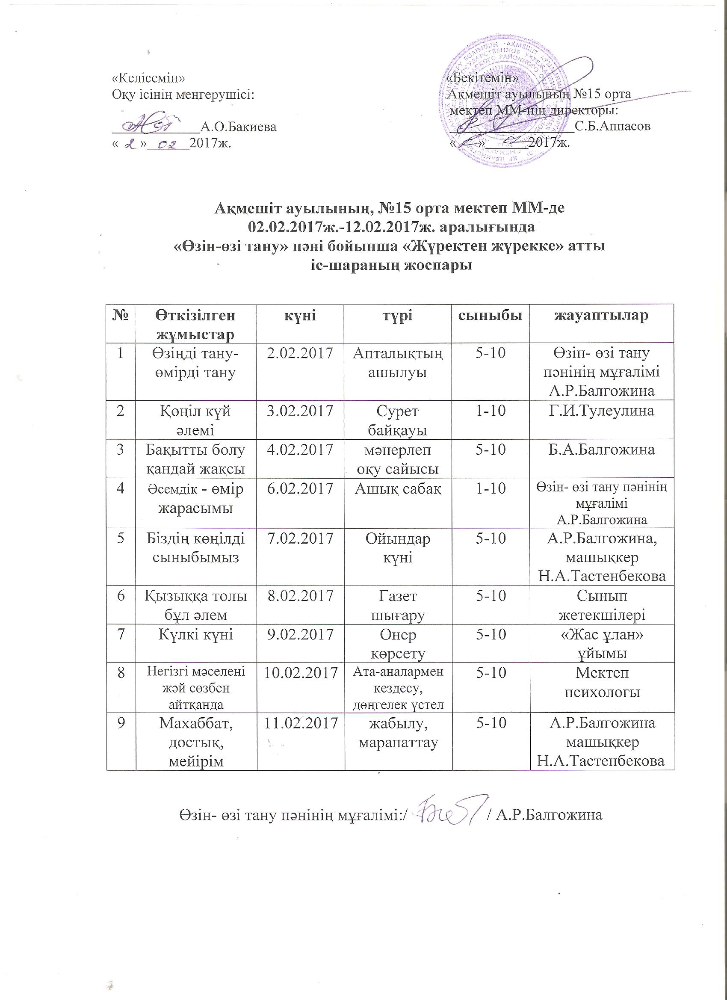 «Келісемін»
Оқу ісінің меңгерушісі:
А.О.Бакиева
« 2 » 02 2017ж.
«Бекітемін»
Ақмешіт ауылының №15 орта
мектеп ММ-нің директоры:
С.Б.Аппасов
« 2 » 02 2017ж.
Ақмешіт ауылының, №15 орта мектеп ММ-де
02.02.2017ж.-12.02.2017ж. аралығында
«Өзін-өзі тану» пәні бойынша «Жүректен жүрекке» атты
іс-шараның жоспары
№ Өткізілген күні түрі сыныбы жауаптылар
жұмыстар
1 Өзіңді тану- 2.02.2017 Апталықтың 5-10 Өзін- өзі тану
өмірді тану ашылуы пәнінің мұғалімі
А.Р.Балгожина
2 Қөңіл күй 3.02.2017 Сурет 1-10 Г.И.Тулеулина
әлемі байқауы
3 Бақытты болу 4.02.2017 мәнерлеп 5-10 Б.А.Балгожина
қандай жақсы оқу сайысы
4 Әсемдік - өмір 6.02.2017 Ашық сабақ 1-10 Өзін- өзі тану пәнінің
жарасымы мұғалімі
А.Р.Балгожина
5 Біздің көңілді 7.02.2017 Ойындар 5-10 А.Р.Балгожина,
сыныбымыз күні машықкер
Н.А.Тастенбекова
6 Қызыққа толы 8.02.2017 Газет 5-10 Сынып
бұл әлем шығару жетекшілері
7 Күлкі күні 9.02.2017 Өнер 5-10 «Жас ұлан»
көрсету ұйымы
8 Негізгі мәселені 10.02.2017 Ата-аналармен 5-10 Мектеп
жәй сөзбен кездесу, психологы
айтқанда дөңгелек үстел
9 Махаббат, 11.02.2017 жабылу, 5-10 А.Р.Балгожина
достық, марапаттау машықкер
мейірім Н.А.Тастенбекова
Өзін- өзі тану пәнінің мұғалімі:/ / А.Р.Балгожина